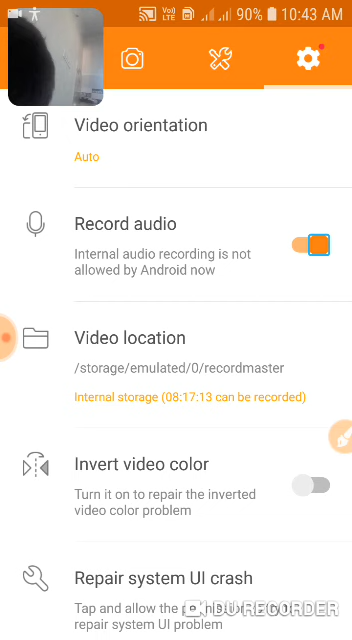 VoLTE 90% 10:43 AM
Video orientation
Auto
Record audio
Internal audio recording is not
allowed by Android now
Video location
/storage/emulated/0/recordmaster
Internal storage (08:17:13 can be recorded)
Invert video color
Turn it on to repair the inverted
video color problem
Repair system UI crash
Tap and allow the
repair system UI problem
DU RECORDER